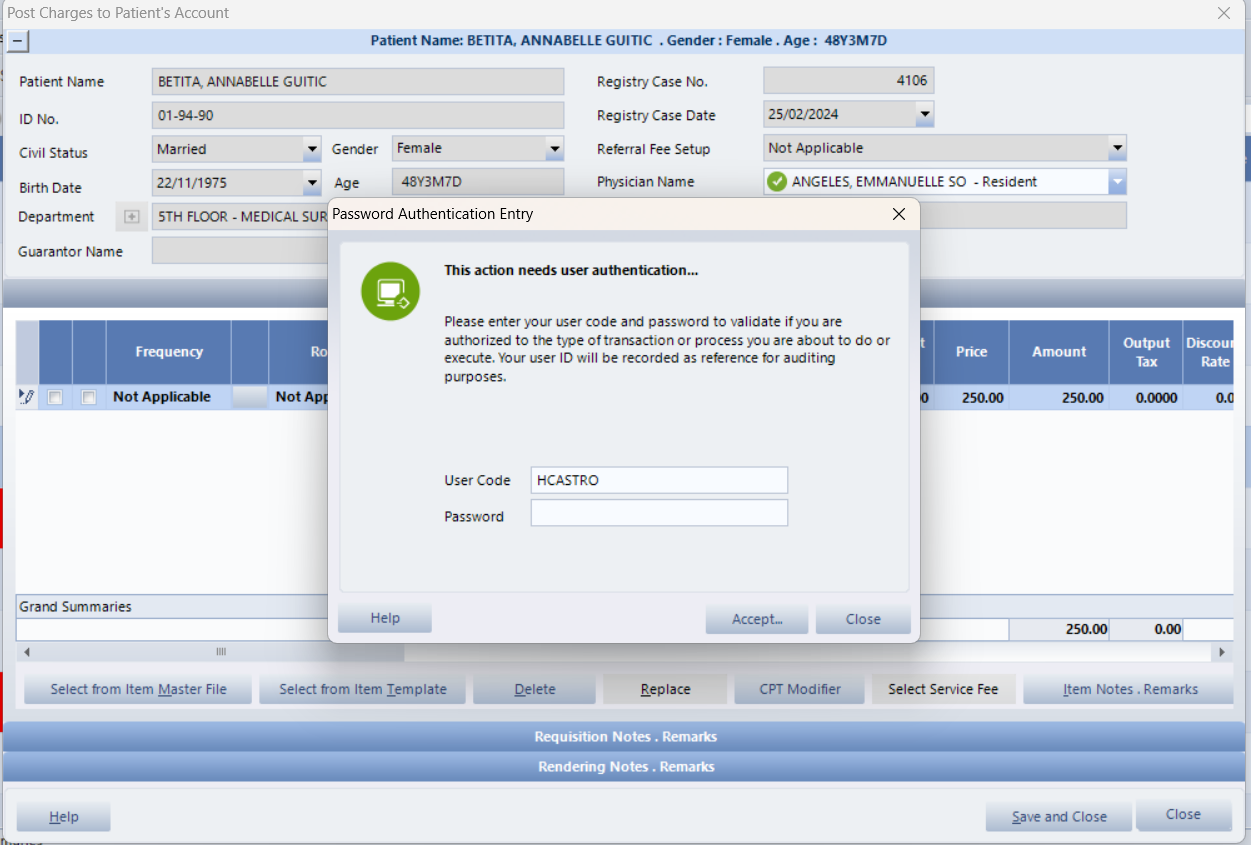 Post Charges to Patient's Account
Patient Name: BETITA, ANNABELLE GUITIC . Gender : Female . Age : 48Y3M7D
Patient Name BETITA, ANNABELLE GUITIC Registry Case No. 4106
ID No. 01-94-90 Registry Case Date 25/02/2024
Civil Status Married Gender Female Referral Fee Setup Not Applicable
Birth Date 22/11/1975 Age 48Y3M7D Physician Name ANGELES, EMMANUELLE SO - Resident
Department 5TH FLOOR - MEDICAL SUR
Guarantor Name
Password Authentication Entry
This action needs user authentication...
Please enter your user code and password to validate if you are
authorized to the type of transaction or process you are about to do or
execute. Your user ID will be recorded as reference for auditing
purposes.
User Code HCASTRO
Password
Help Accept... Close
Frequency Ro t Price Amount Output Tax Discoun Rate
Not Applicable Not App 0 250.00 250.00 0.0000 0.0
Grand Summaries
250.00 0.00
Select from Item Master File Select from Item Template Delete Replace CPT Modifier Select Service Fee Item Notes . Remarks
Requisition Notes . Remarks
Rendering Notes . Remarks
Help Save and Close Close